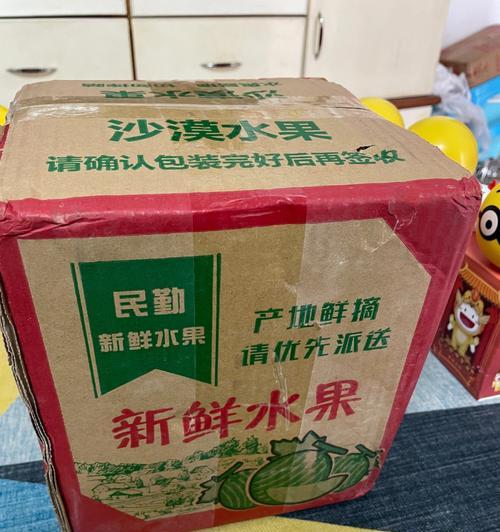 沙漠水果
请确认包装完好后再签收
民勤
新鲜水果
产地鲜摘
请优先派送
新鲜水果